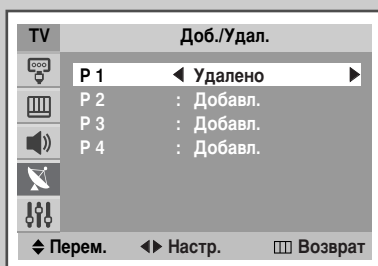 TV Доб./Удал.
P 1 ◀ Удалено ▶
P 2 : Добавл.
P 3 : Добавл.
P 4 : Добавл.
Перем. Настр. Возврат